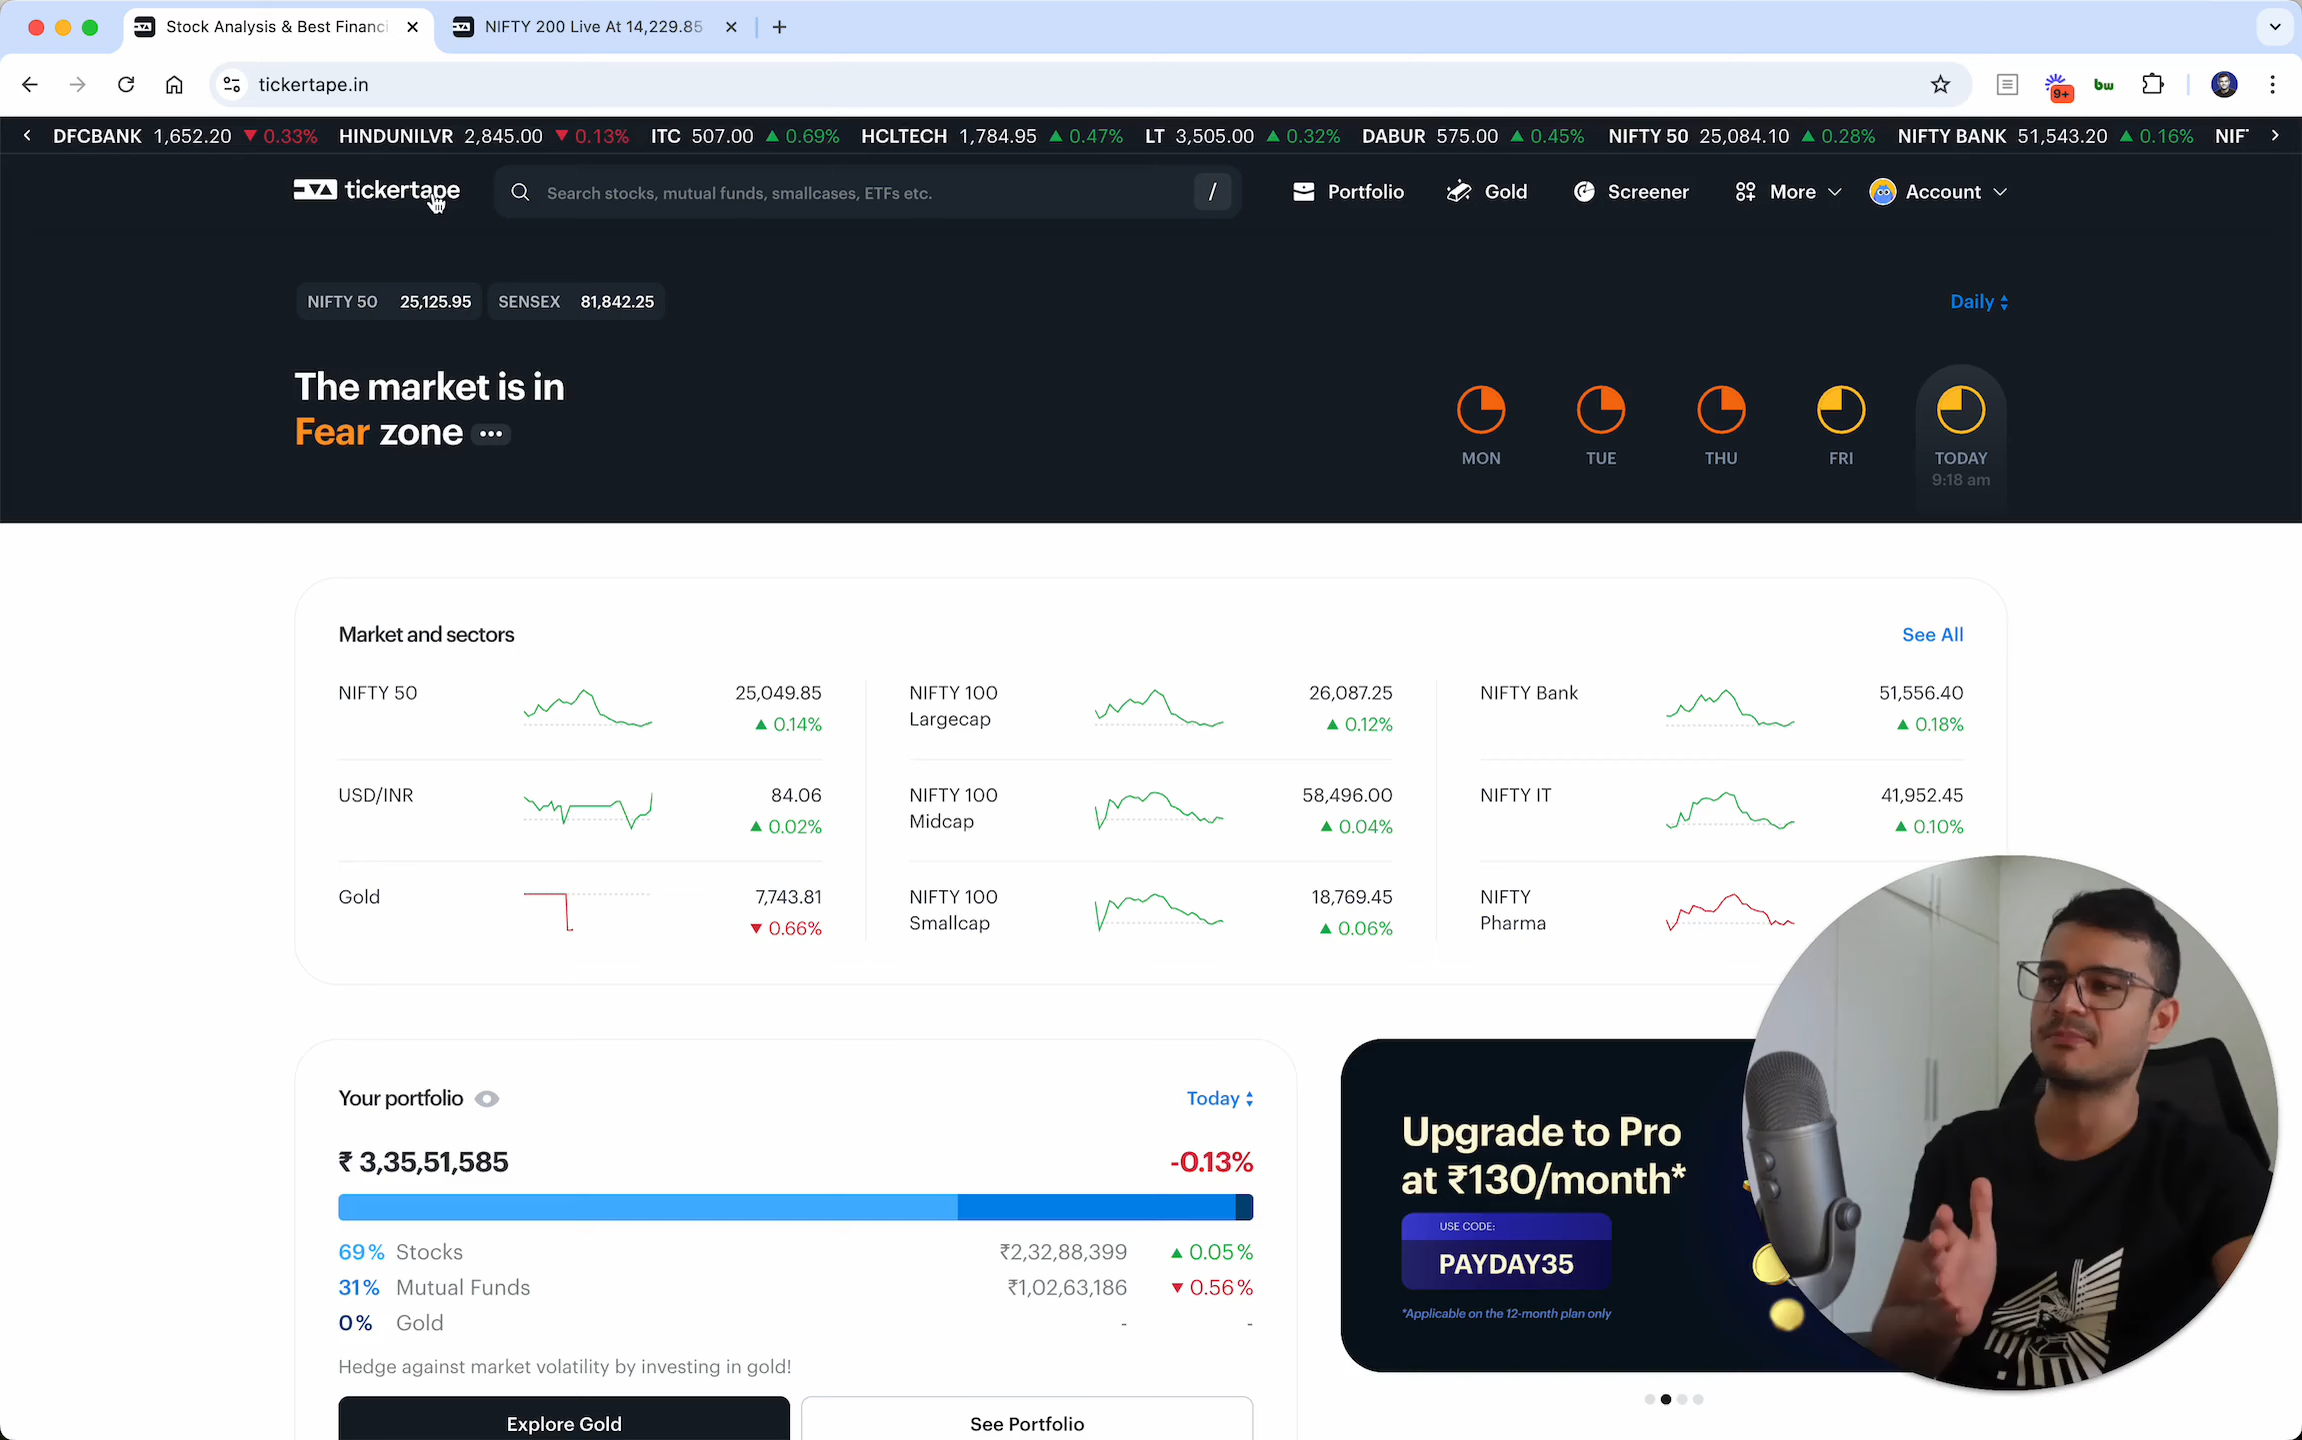 Stock Analysis & Best Financi
NIFTY 200 Live At 14,229.85
tickertape.in
9+
bw
DFCBANK 1,652.20 ▼ 0.33% HINDUNILVR 2,845.00 ▼ 0.13% ITC 507.00 ▲ 0.69% HCLTECH 1,784.95 ▲ 0.47% LT 3,505.00 ▲ 0.32% DABUR 575.00 ▲ 0.45% NIFTY 50 25,084.10 ▲ 0.28% NIFTY BANK 51,543.20 ▲ 0.16% NIF
tickertape
Search stocks, mutual funds, smallcases, ETFs etc. /
Portfolio Gold Screener More Account
NIFTY 50 25,125.95 SENSEX 81,842.25
Daily
The market is in
Fear zone
MON TUE THU FRI TODAY
9:18 am
Market and sectors
See All
NIFTY 50 25,049.85
▲ 0.14%
NIFTY 100
Largecap
26,087.25
▲ 0.12%
NIFTY Bank 51,556.40
▲ 0.18%
USD/INR 84.06
▲ 0.02%
NIFTY 100
Midcap
58,496.00
▲ 0.04%
NIFTY IT 41,952.45
▲ 0.10%
Gold 7,743.81
▼ 0.66%
NIFTY 100
Smallcap
18,769.45
▲ 0.06%
NIFTY
Pharma
Your portfolio
Today
₹ 3,35,51,585 -0.13%
69% Stocks ₹2,32,88,399 ▲ 0.05%
31% Mutual Funds ₹1,02,63,186 ▼ 0.56%
0% Gold - -
Hedge against market volatility by investing in gold!
Explore Gold
See Portfolio
Upgrade to Pro
at ₹130/month*
USE CODE:
PAYDAY35
*Applicable on the 12-month plan only